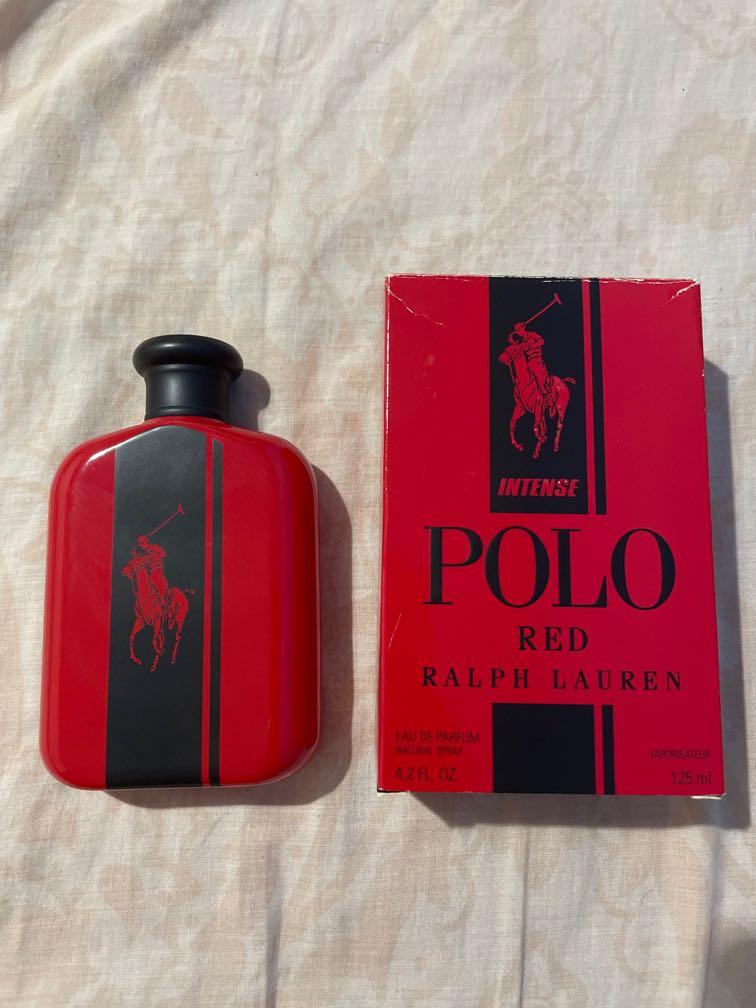 INTENSE
POLO
RED
RALPH LAUREN
EAU DE PARFUM
NATURAL SPRAY
VAPORISATEUR
4.2 FL. OZ.
125 ml